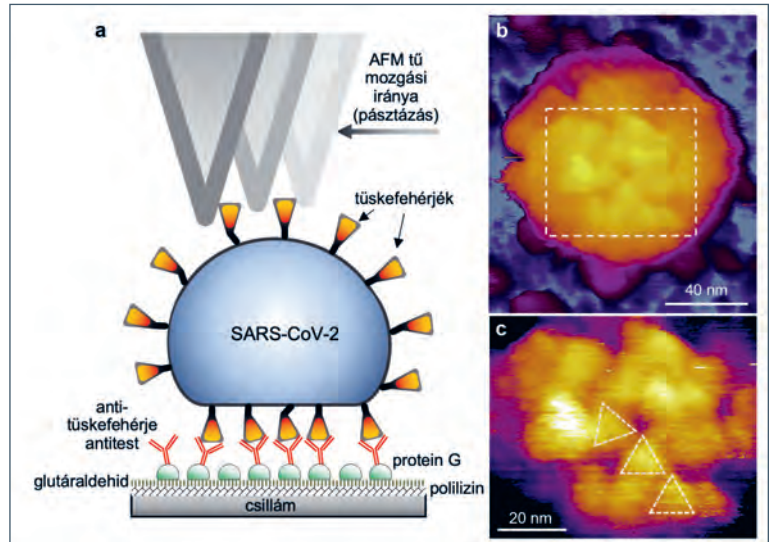 a
AFM tű
mozgási
iránya
(pásztázás)
tüskefehérjék
SARS-CoV-2
anti-
tüskefehérje
antitest
protein G
glutáraldehid
polilizin
csillám
b
40 nm
c
20 nm